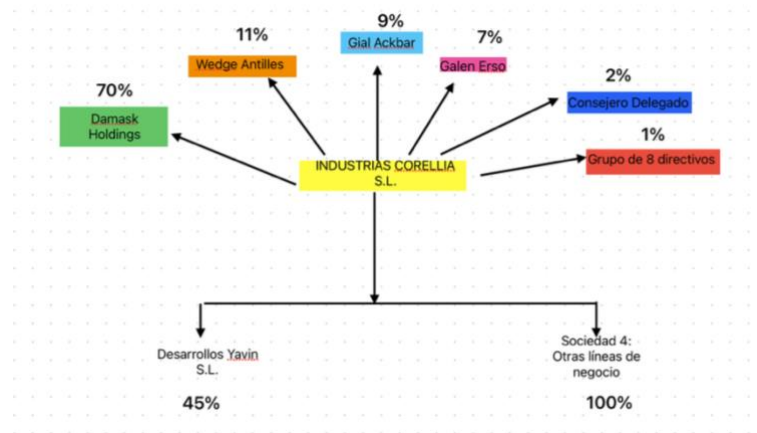 9%
11%
Gial Ackbar
7%
Wedge Antilles
Galen Erso
70%
2%
Damask
Holdings
Consejero Delegado
1%
Grupo de 8 directivos
INDUSTRIAS CORELLIA
S.L.
Desarrollos Yavin
S.L.
45%
Sociedad 4:
Otras líneas de
negocio
100%